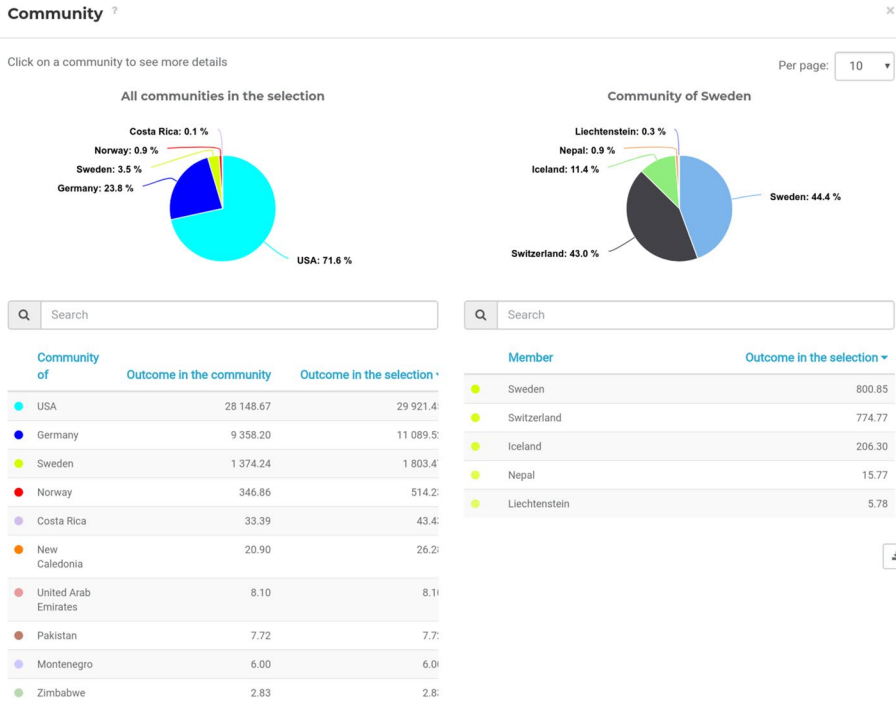 Community ?
×
Click on a community to see more details
Per page: 10
All communities in the selection
Costa Rica: 0.1 %
Norway: 0.9 %
Sweden: 3.5 %
Germany: 23.8 %
USA: 71.6 %
Community of Sweden
Liechtenstein: 0.3 %
Nepal: 0.9 %
Iceland: 11.4 %
Sweden: 44.4 %
Switzerland: 43.0 %
Search
Community
of Outcome in the community Outcome in the selection
USA 28 148.67
Germany 9 358.20
Sweden 1 374.24
Norway 346.86
Costa Rica 33.39
New
Caledonia 20.90
United Arab
Emirates 8.10
Pakistan 7.72
Montenegro 6.00
Zimbabwe 2.83
Search
Member Outcome in the selection
Sweden 800.85
Switzerland 774.77
Iceland 206.30
Nepal 15.77
Liechtenstein 5.78